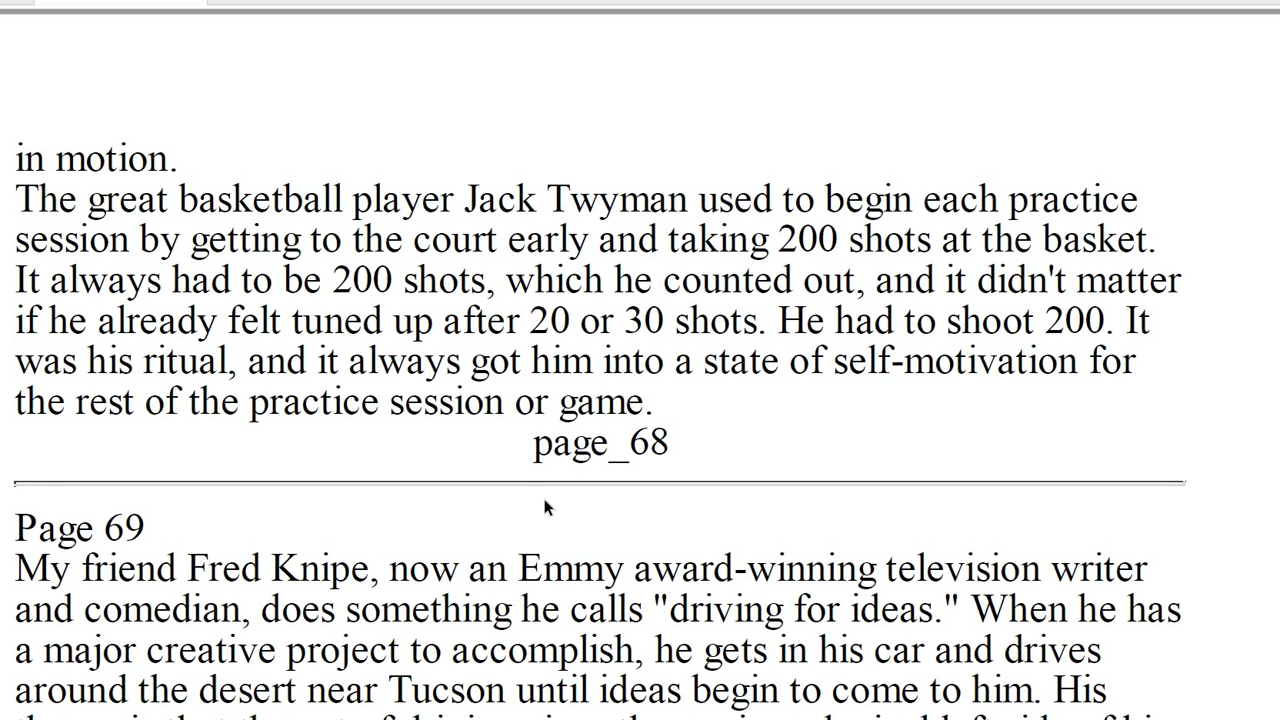 in motion.
The great basketball player Jack Twyman used to begin each practice
session by getting to the court early and taking 200 shots at the basket.
It always had to be 200 shots, which he counted out, and it didn't matter
if he already felt tuned up after 20 or 30 shots. He had to shoot 200. It
was his ritual, and it always got him into a state of self-motivation for
the rest of the practice session or game.
page_68
Page 69
My friend Fred Knipe, now an Emmy award-winning television writer
and comedian, does something he calls "driving for ideas." When he has
a major creative project to accomplish, he gets in his car and drives
around the desert near Tucson until ideas begin to come to him. His